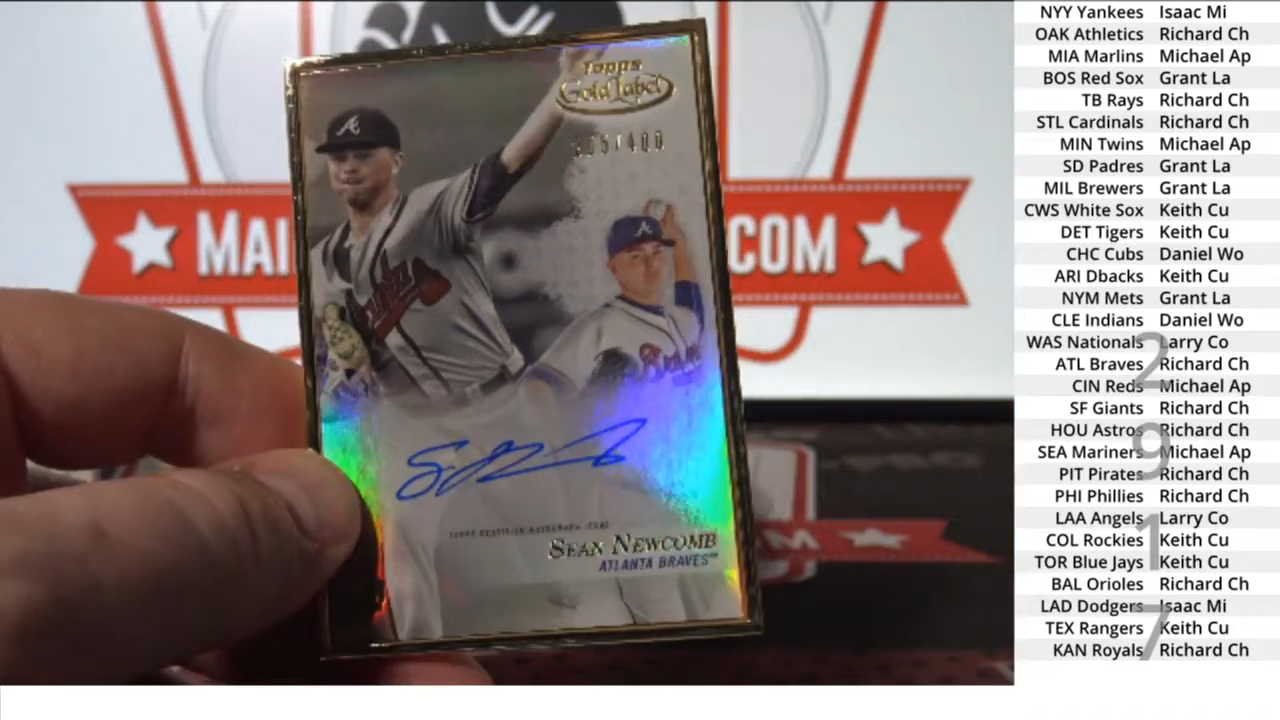 Topps
Gold Label
MAI
.COM
Braves
SEAN NEWCOMB
ATLANTA BRAVES™
M
NYY Yankees Isaac Mi
OAK Athletics Richard Ch
MIA Marlins Michael Ap
BOS Red Sox Grant La
TB Rays Richard Ch
STL Cardinals Richard Ch
MIN Twins Michael Ap
SD Padres Grant La
MIL Brewers Grant La
CWS White Sox Keith Cu
DET Tigers Keith Cu
CHC Cubs Daniel Wo
ARI Dbacks Keith Cu
NYM Mets Grant La
CLE Indians Daniel Wo
WAS Nationals Larry Co
ATL Braves Richard Ch
CIN Reds Michael Ap
SF Giants Richard Ch
HOU Astros Richard Ch
SEA Mariners Michael Ap
PIT Pirates Richard Ch
PHI Phillies Richard Ch
LAA Angels Larry Co
COL Rockies Keith Cu
TOR Blue Jays Keith Cu
BAL Orioles Richard Ch
LAD Dodgers Isaac Mi
TEX Rangers Keith Cu
KAN Royals Richard Ch
2
9
1
7